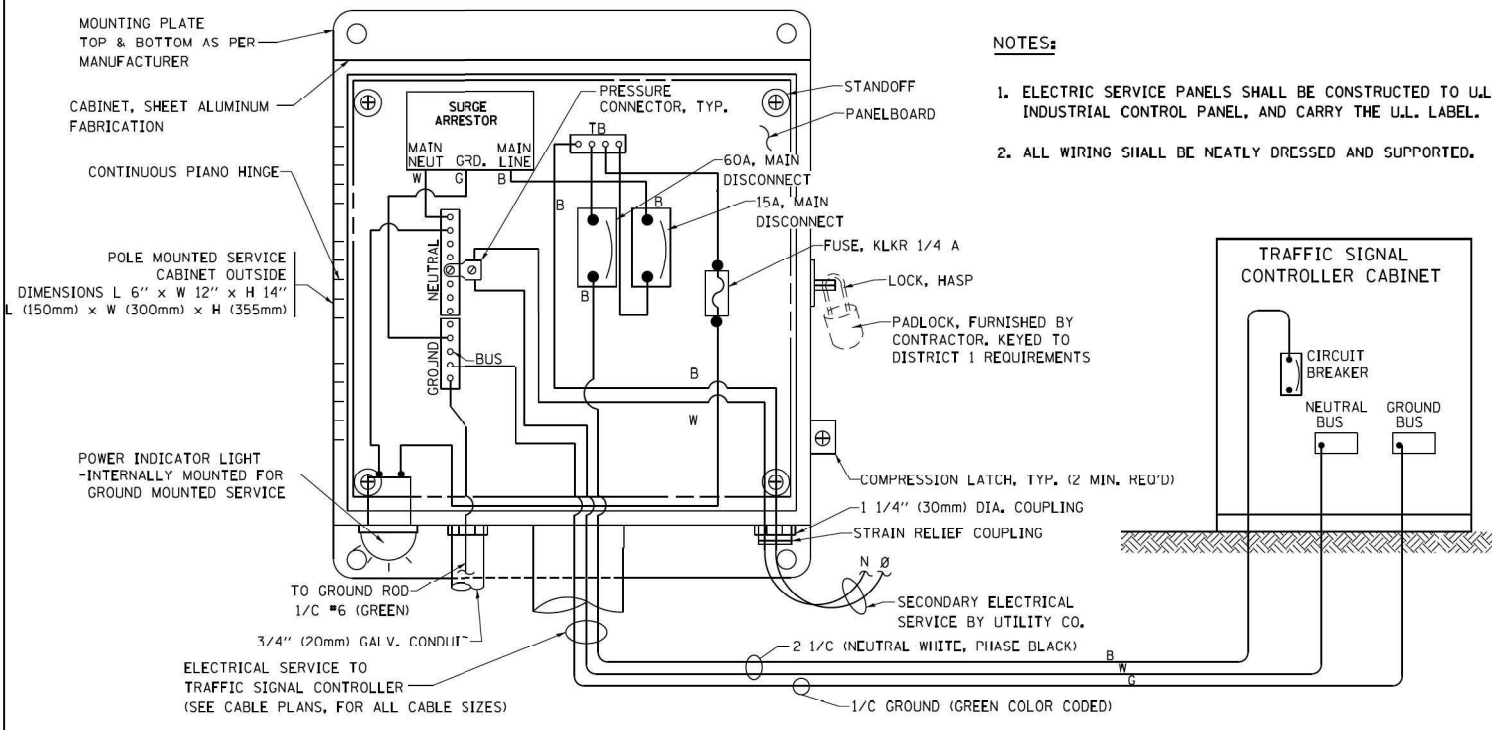 MOUNTING PLATE
TOP & BOTTOM AS PER
MANUFACTURER
CABINET, SHEET ALUMINUM
FABRICATION
CONTINUOUS PIANO HINGE
POLE MOUNTED SERVICE
CABINET OUTSIDE
DIMENSIONS L 6'' x W 12'' x H 14''
L (150mm) x W (300mm) x H (355mm)
POWER INDICATOR LIGHT
-INTERNALLY MOUNTED FOR
GROUND MOUNTED SERVICE
SURGE
ARRESTOR
MAIN
NEUT
GRD.
MAIN
LINE
W
G
B
PRESSURE
CONNECTOR, TYP.
TB
STANDOFF
PANELBOARD
60A, MAIN
DISCONNECT
15A, MAIN
DISCONNECT
B
B
B
FUSE, KLKR 1/4 A
NEUTRAL
GROUND
BUS
B
W
LOCK, HASP
PADLOCK, FURNISHED BY
CONTRACTOR. KEYED TO
DISTRICT 1 REQUIREMENTS
COMPRESSION LATCH, TYP. (2 MIN. REQ'D)
1 1/4'' (30mm) DIA. COUPLING
STRAIN RELIEF COUPLING
N Ø
SECONDARY ELECTRICAL
SERVICE BY UTILITY CO.
TO GROUND ROD
1/C #6 (GREEN)
3/4'' (20mm) GALV. CONDUIT
ELECTRICAL SERVICE TO
TRAFFIC SIGNAL CONTROLLER
(SEE CABLE PLANS, FOR ALL CABLE SIZES)
2 1/C (NEUTRAL WHITE, PHASE BLACK)
B
W
G
1/C GROUND (GREEN COLOR CODED)
NOTES:
1. ELECTRIC SERVICE PANELS SHALL BE CONSTRUCTED TO U.L
INDUSTRIAL CONTROL PANEL, AND CARRY THE U.L. LABEL.
2. ALL WIRING SHALL BE NEATLY DRESSED AND SUPPORTED.
TRAFFIC SIGNAL
CONTROLLER CABINET
CIRCUIT
BREAKER
NEUTRAL
BUS
GROUND
BUS